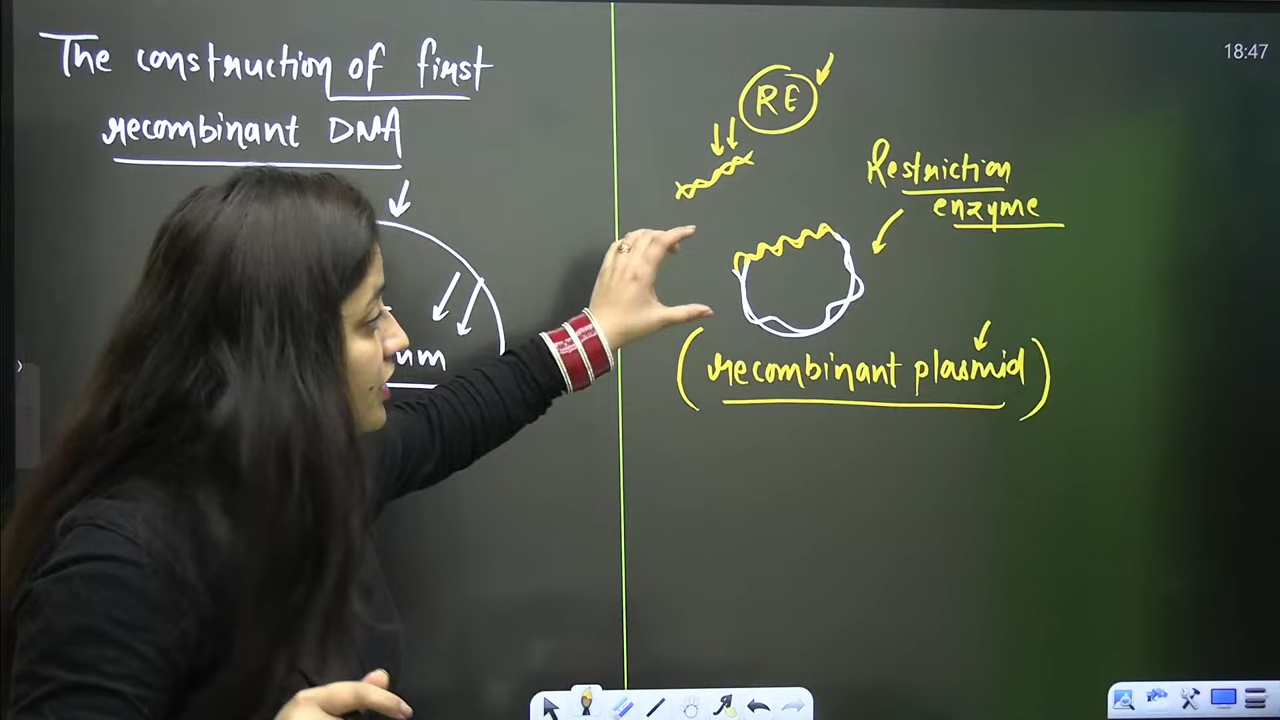 The construction of first
recombinant DNA
18:47
RE
Restriction
enzyme
(recombinant plasmid)